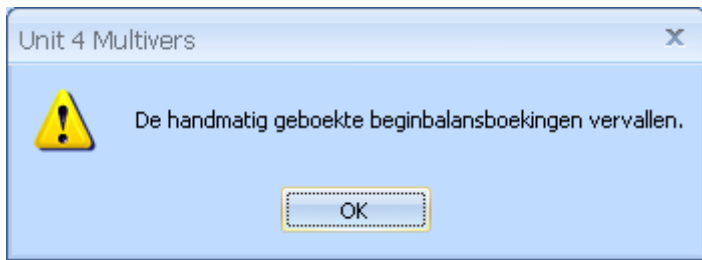 Unit 4 Multivers
De handmatig geboekte beginbalansboekingen vervallen.
OK